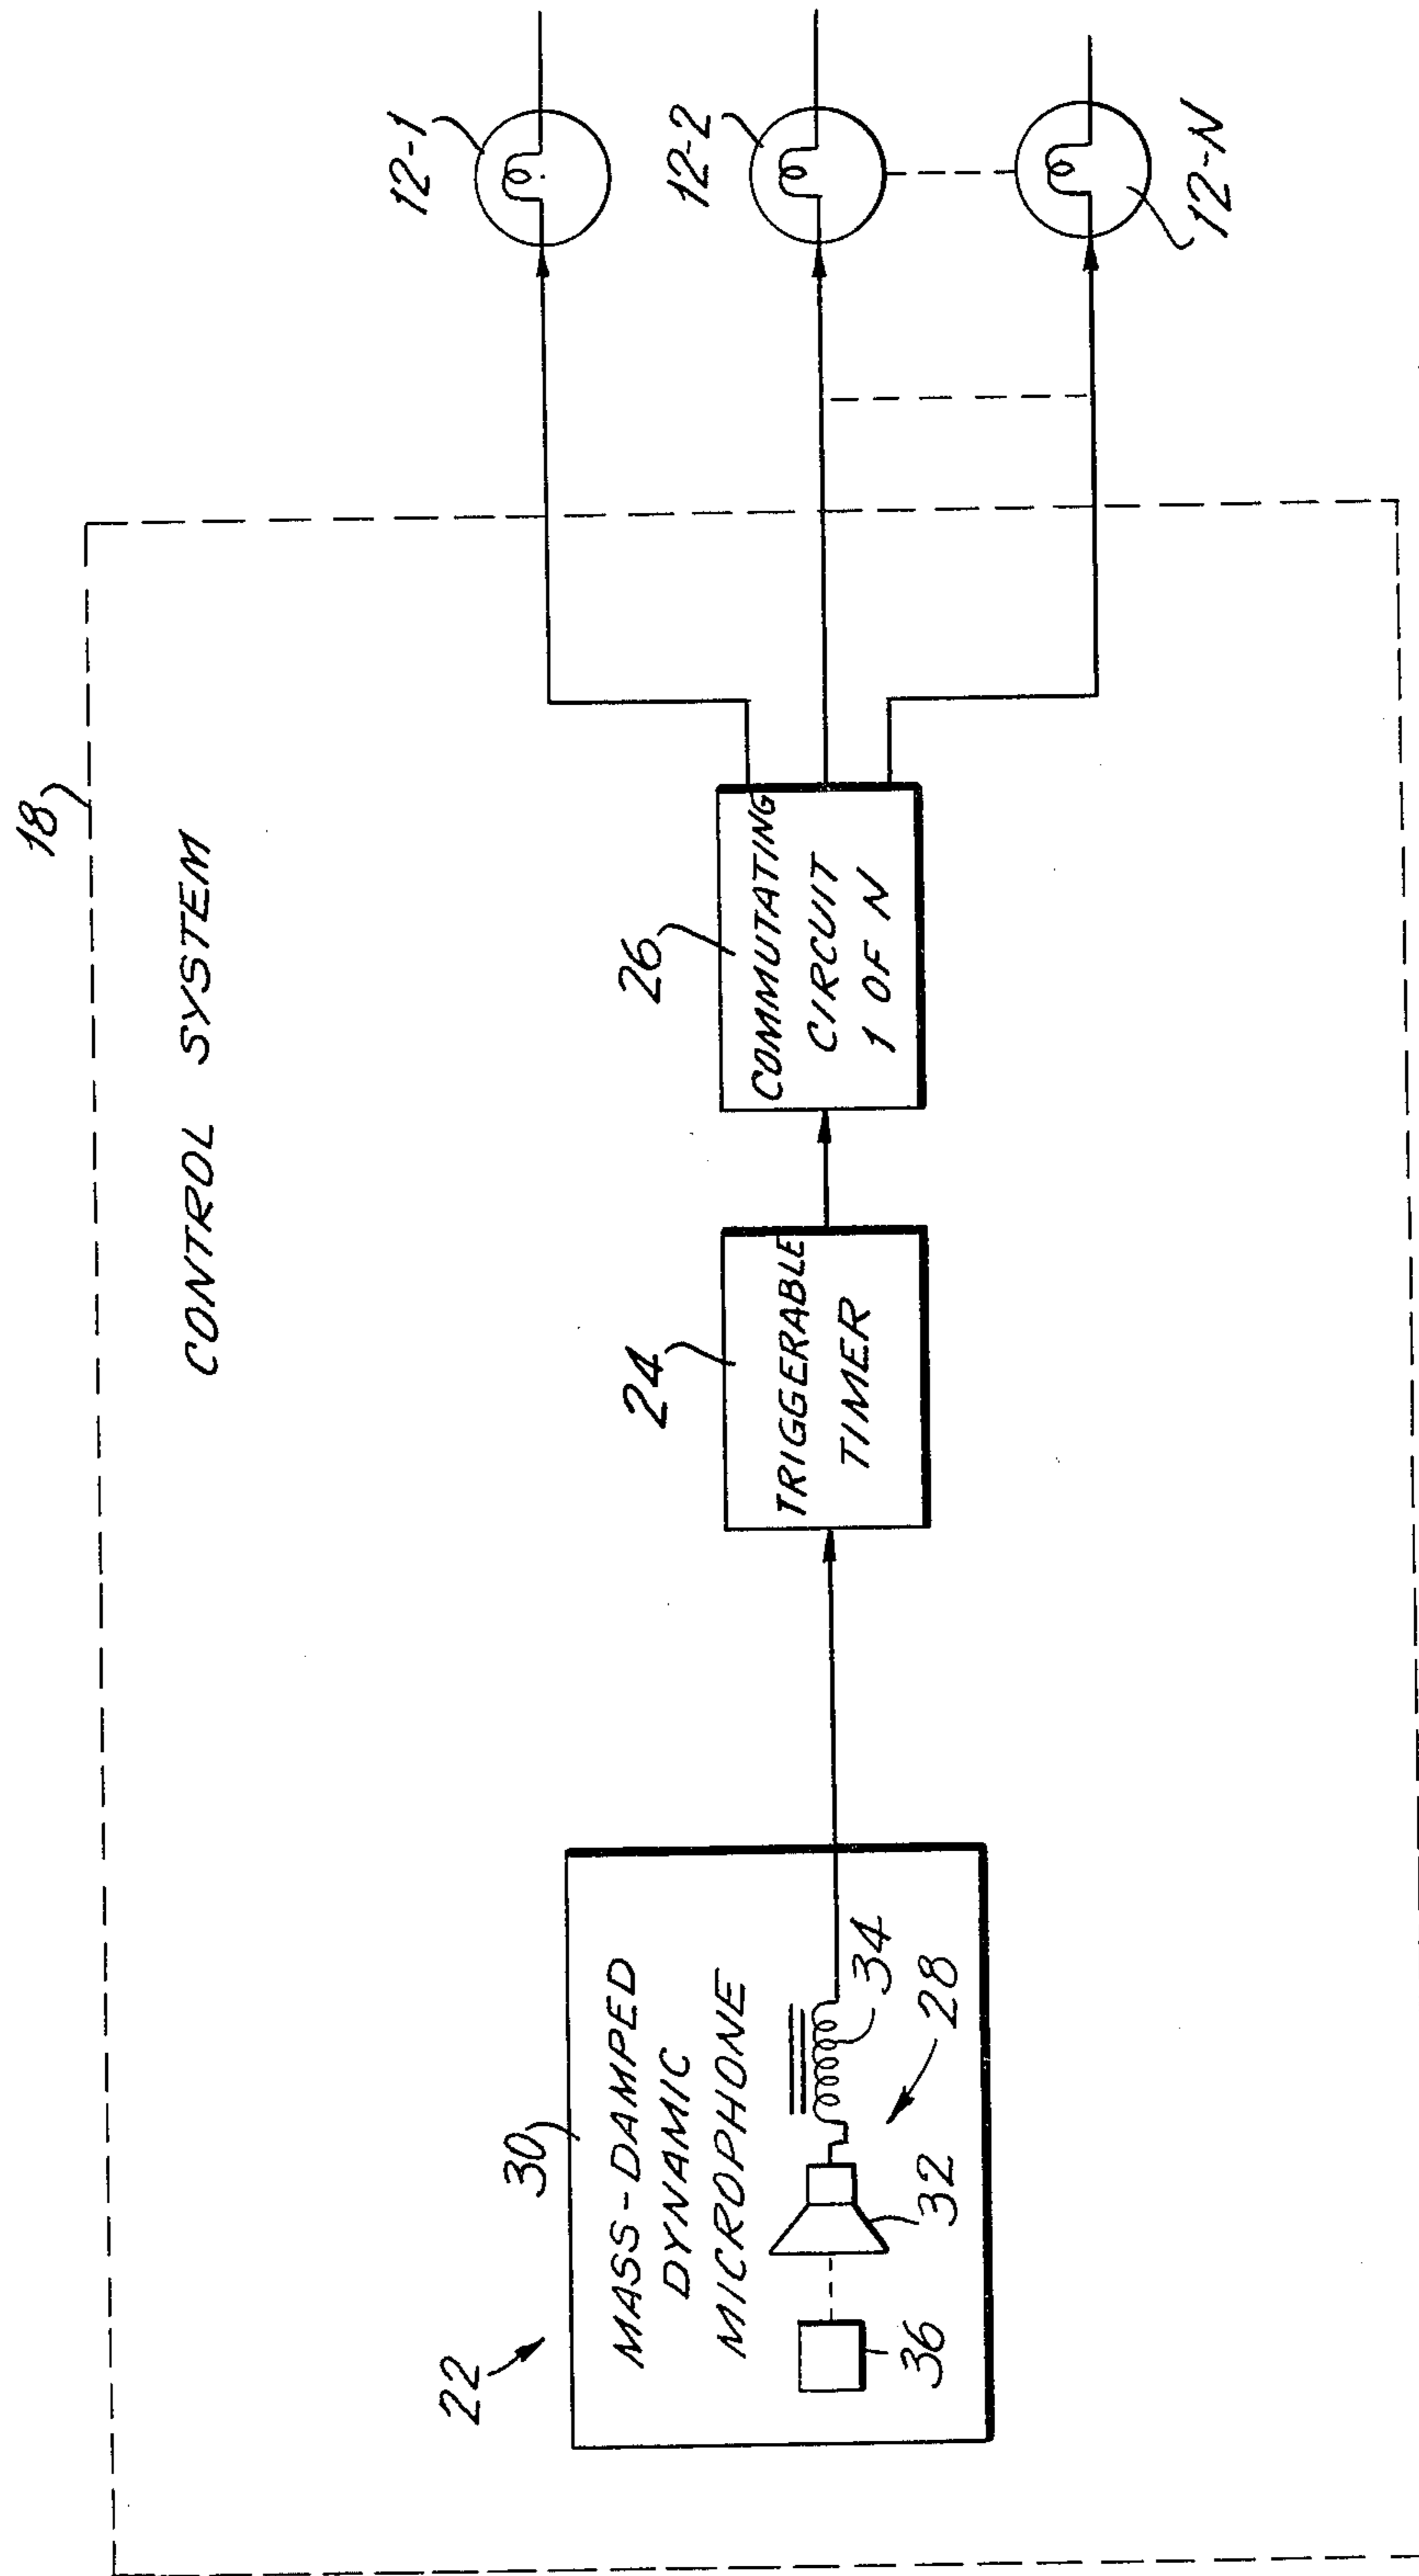 18
CONTROL SYSTEM
22
30
MASS-DAMPED
DYNAMIC
MICROPHONE
36
32
28
34
24
TRIGGERABLE
TIMER
26
COMMUTATING
CIRCUIT
1 OF N
12-1
12-2
12-N